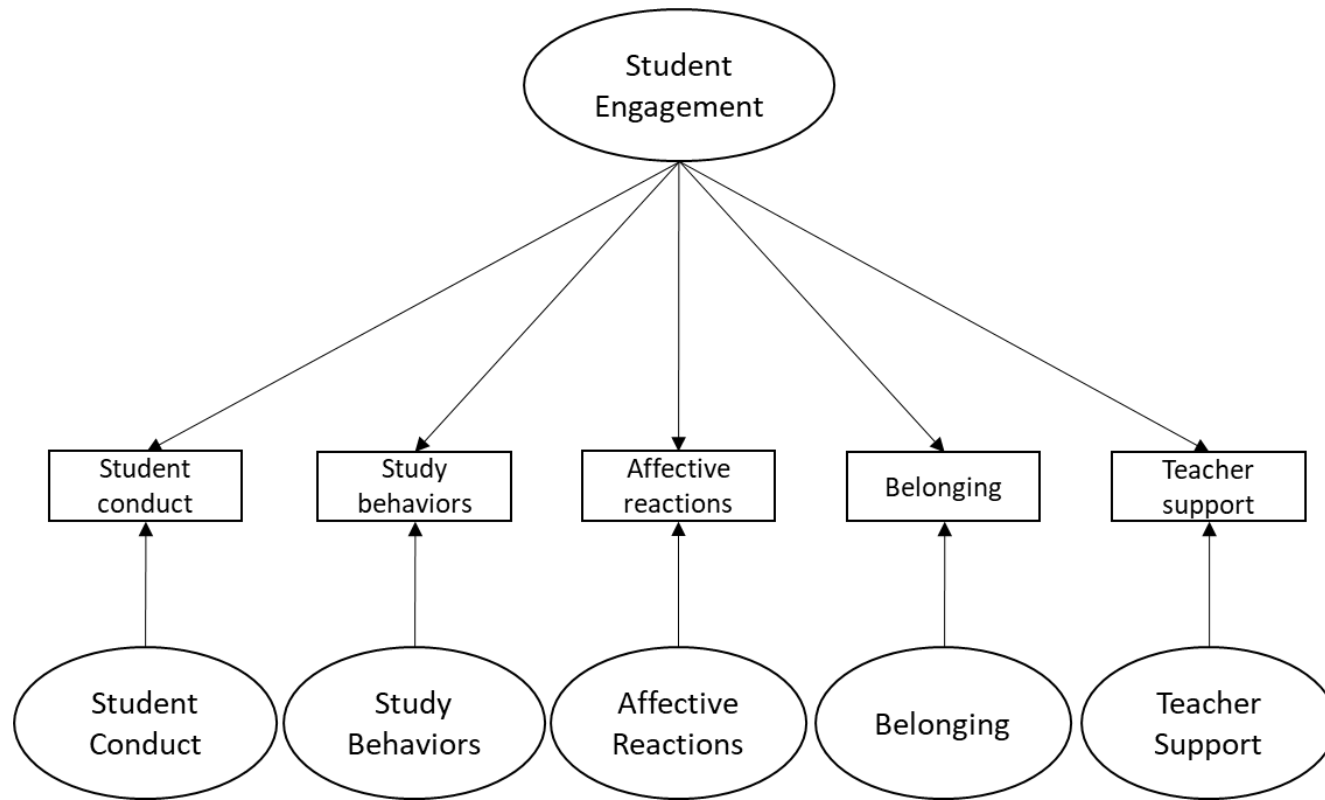 Student
Engagement
Student
conduct
Study
behaviors
Affective
reactions
Belonging
Teacher
support
Student
Conduct
Study
Behaviors
Affective
Reactions
Belonging
Teacher
Support